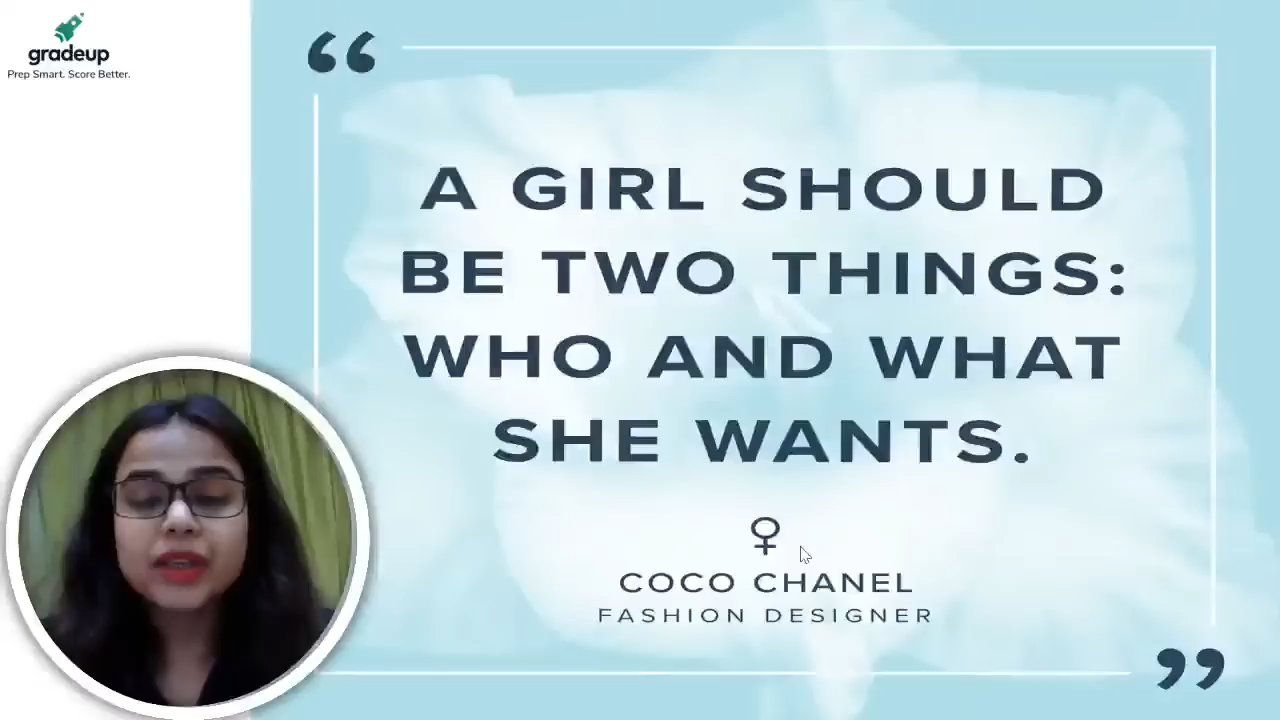 gradeup
Prep Smart. Score Better.
“
A GIRL SHOULD
BE TWO THINGS:
WHO AND WHAT
SHE WANTS.
♀
COCO CHANEL
FASHION DESIGNER
”